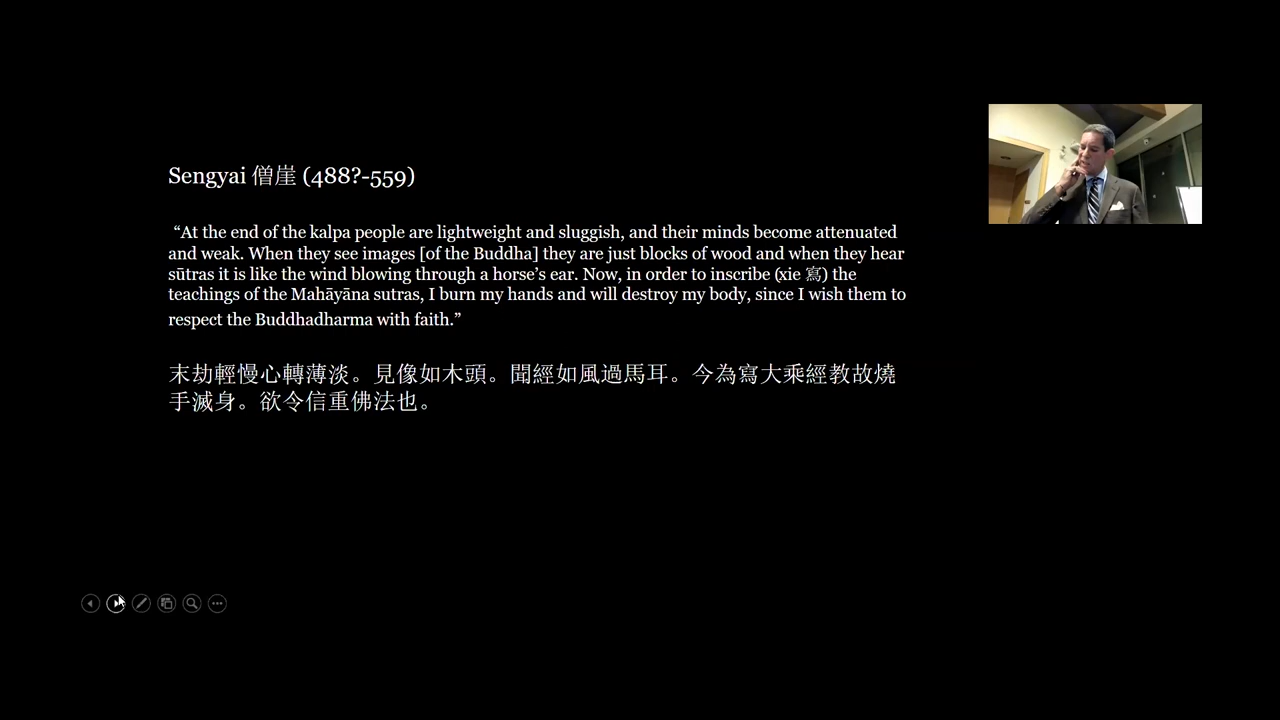 Sengyai 僧崖 (488?-559)
“At the end of the kalpa people are lightweight and sluggish, and their minds become attenuated
and weak. When they see images [of the Buddha] they are just blocks of wood and when they hear
sūtras it is like the wind blowing through a horse’s ear. Now, in order to inscribe (xie 寫) the
teachings of the Mahāyāna sutras, I burn my hands and will destroy my body, since I wish them to
respect the Buddhadharma with faith.”
末劫輕慢心轉薄淡。見像如木頭。聞經如風過馬耳。今為寫大乘經教故燒
手滅身。欲令信重佛法也。